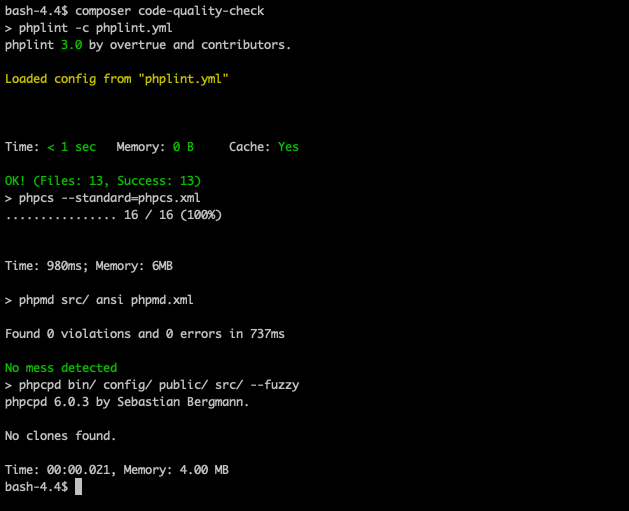 bash-4.4$ composer code-quality-check
> phplint -c phplint.yml
phplint 3.0 by overtrue and contributors.
Loaded config from "phplint.yml"
Time: < 1 sec   Memory: 0 B     Cache: Yes
OK! (Files: 13, Success: 13)
> phpcs --standard=phpcs.xml
................ 16 / 16 (100%)
Time: 980ms; Memory: 6MB
> phpmd src/ ansi phpmd.xml
Found 0 violations and 0 errors in 737ms
No mess detected
> phpcpd bin/ config/ public/ src/ --fuzzy
phpcpd 6.0.3 by Sebastian Bergmann.
No clones found.
Time: 00:00.021, Memory: 4.00 MB
bash-4.4$